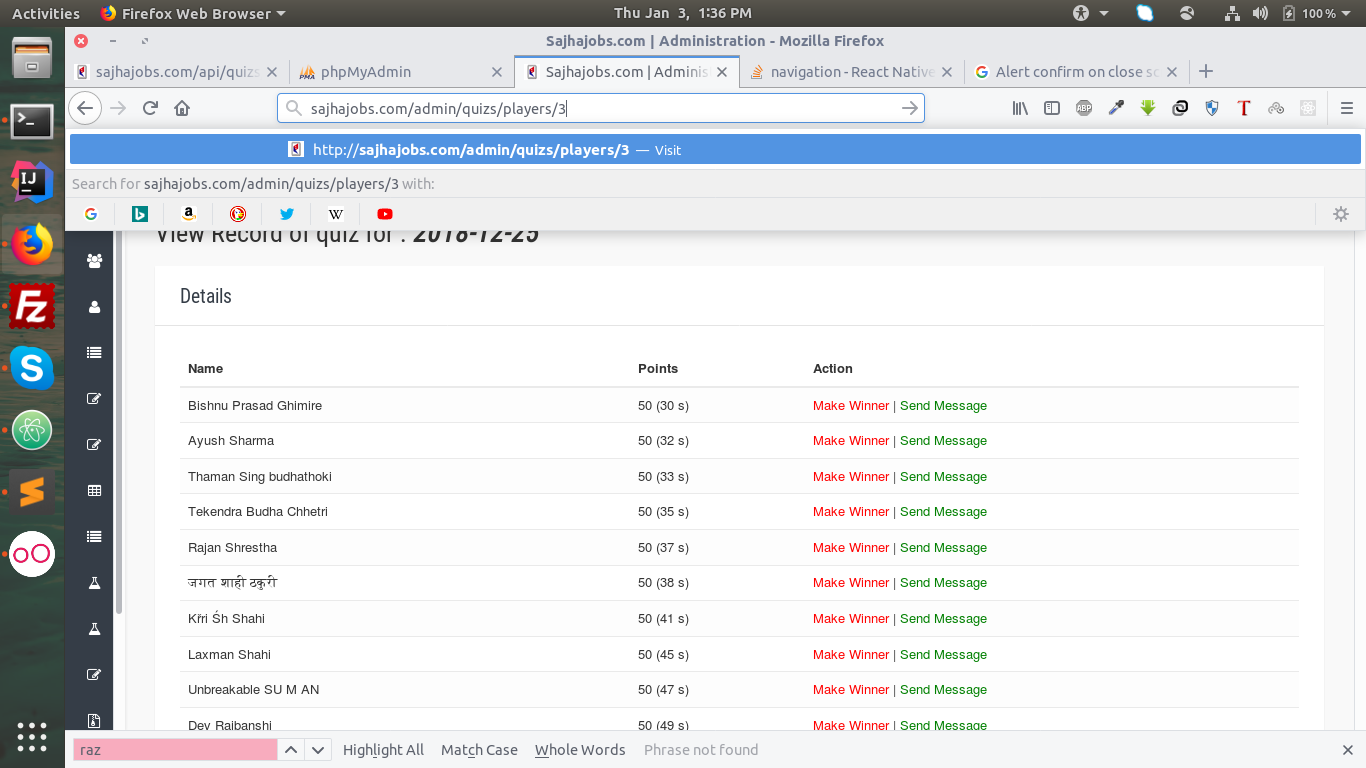 Activities Firefox Web Browser Thu Jan 3, 1:36 PM 100 %
Sajhajobs.com | Administration - Mozilla Firefox
sajhajobs.com/api/quizs phpMyAdmin Sajhajobs.com | Adminis navigation - React Native Alert confirm on close sc
sajhajobs.com/admin/quizs/players/3
http://sajhajobs.com/admin/quizs/players/3 — Visit
Search for sajhajobs.com/admin/quizs/players/3 with:
View Record of quiz for : 2018-12-25
Details
Name Points Action
Bishnu Prasad Ghimire 50 (30 s) Make Winner | Send Message
Ayush Sharma 50 (32 s) Make Winner | Send Message
Thaman Sing budhathoki 50 (33 s) Make Winner | Send Message
Tekendra Budha Chhetri 50 (35 s) Make Winner | Send Message
Rajan Shrestha 50 (37 s) Make Winner | Send Message
जगत शाही ठकुरी 50 (38 s) Make Winner | Send Message
Křri Śh Shahi 50 (41 s) Make Winner | Send Message
Laxman Shahi 50 (45 s) Make Winner | Send Message
Unbreakable SU M AN 50 (47 s) Make Winner | Send Message
Dev Rajbanshi 50 (49 s) Make Winner | Send Message
raz Highlight All Match Case Whole Words Phrase not found